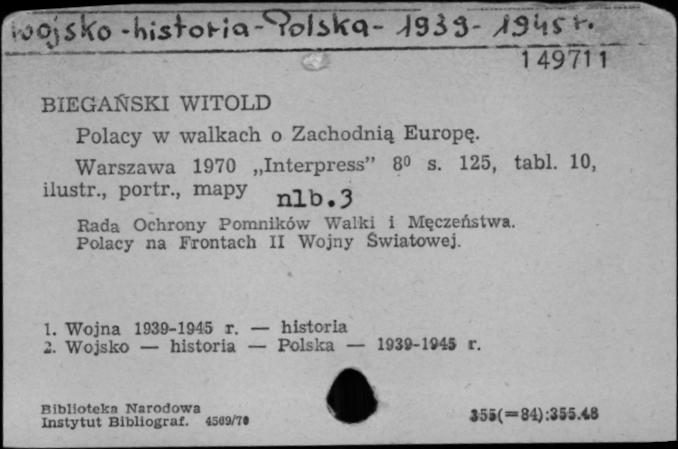 Wojsko - historia - Polska - 1939 - 1945 r.
149711
BIEGAŃSKI WITOLD
Polacy w walkach o Zachodnią Europę.
Warszawa 1970 „Interpress” 8⁰ s. 125, tabl. 10,
ilustr., portr., mapy nlb.3
Rada Ochrony Pomników Walki i Męczeństwa.
Polacy na Frontach II Wojny Światowej.
1. Wojna 1939-1945 r. — historia
2. Wojsko — historia — Polska — 1939-1945 r.
Biblioteka Narodowa
Instytut Bibliograf. 4569/70
355(=84):355.48